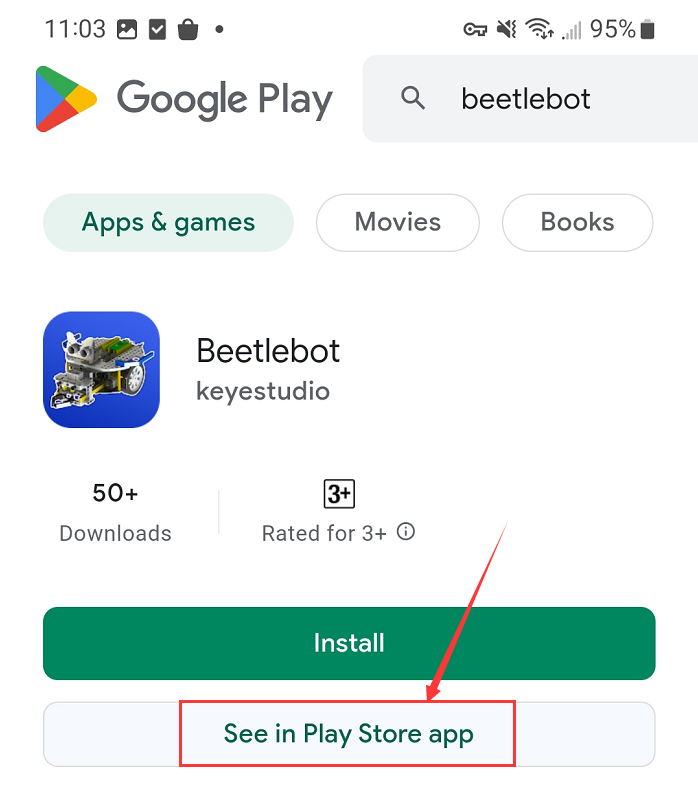 11:03 95%
Google Play beetlebot
Apps & games Movies Books
Beetlebot
keyestudio
50+ 3+
Downloads Rated for 3+
Install
See in Play Store app